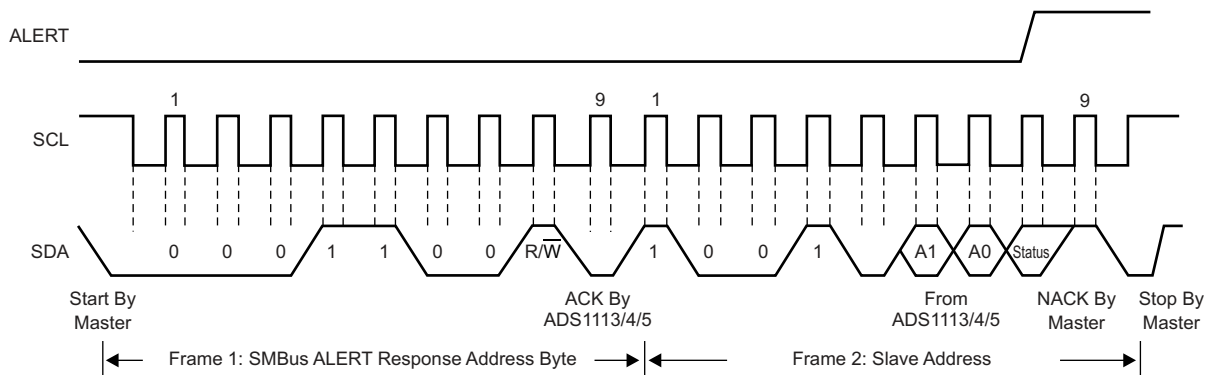 ALERT
1 9 1 9
SCL
SDA
0 0 0 1 1 0 0 R/W̅ 1 0 0 1 A1 A0 Status
Start By
Master
ACK By
ADS1113/4/5
From
ADS1113/4/5
NACK By
Master
Stop By
Master
Frame 1: SMBus ALERT Response Address Byte
Frame 2: Slave Address